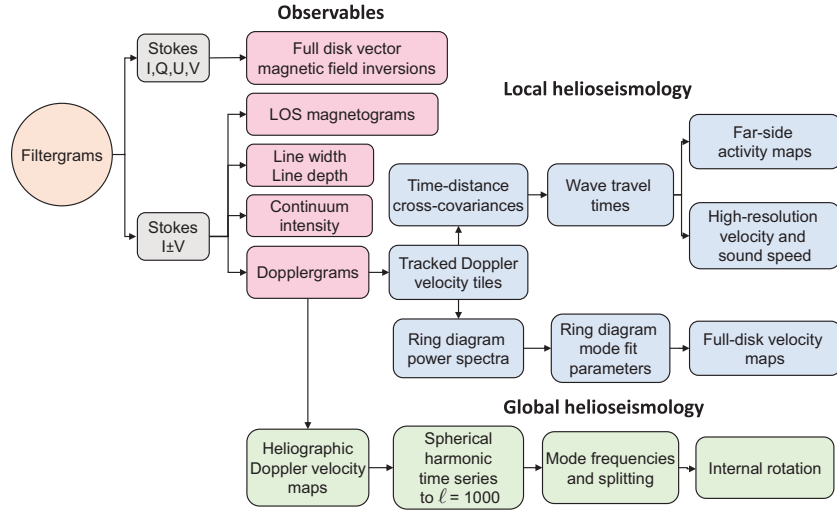 Observables
Filtergrams
Stokes
I,Q,U,V
Full disk vector
magnetic field inversions
Stokes
I±V
LOS magnetograms
Line width
Line depth
Continuum
intensity
Dopplergrams
Local helioseismology
Time-distance
cross-covariances
Wave travel
times
Far-side
activity maps
High-resolution
velocity and
sound speed
Tracked Doppler
velocity tiles
Ring diagram
power spectra
Ring diagram
mode fit
parameters
Full-disk velocity
maps
Global helioseismology
Heliographic
Doppler velocity
maps
Spherical
harmonic
time series
to ℓ = 1000
Mode frequencies
and splitting
Internal rotation